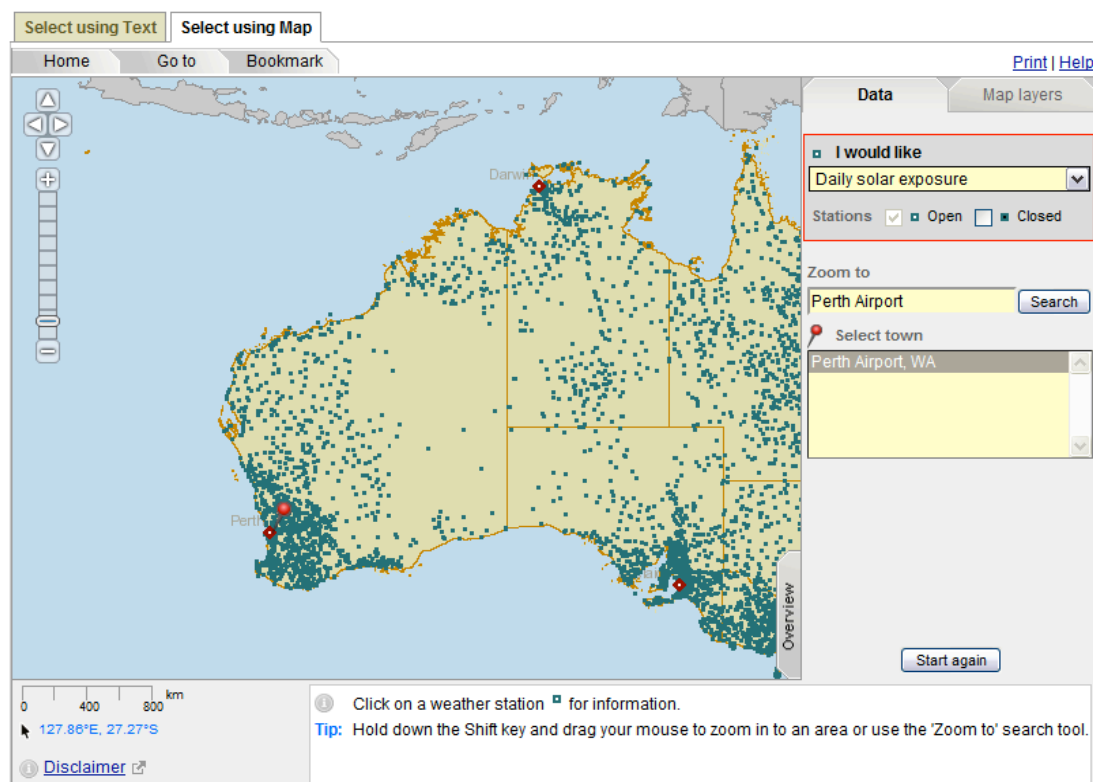 Select using Text
Select using Map
Home
Go to
Bookmark
Print | Help
Data
Map layers
I would like
Daily solar exposure
Stations
Open
Closed
Zoom to
Perth Airport
Search
Select town
Perth Airport, WA
Darwin
Perth
Overview
Start again
0 400 800 km
127.86°E, 27.27°S
Disclaimer
Click on a weather station for information.
Tip: Hold down the Shift key and drag your mouse to zoom in to an area or use the 'Zoom to' search tool.